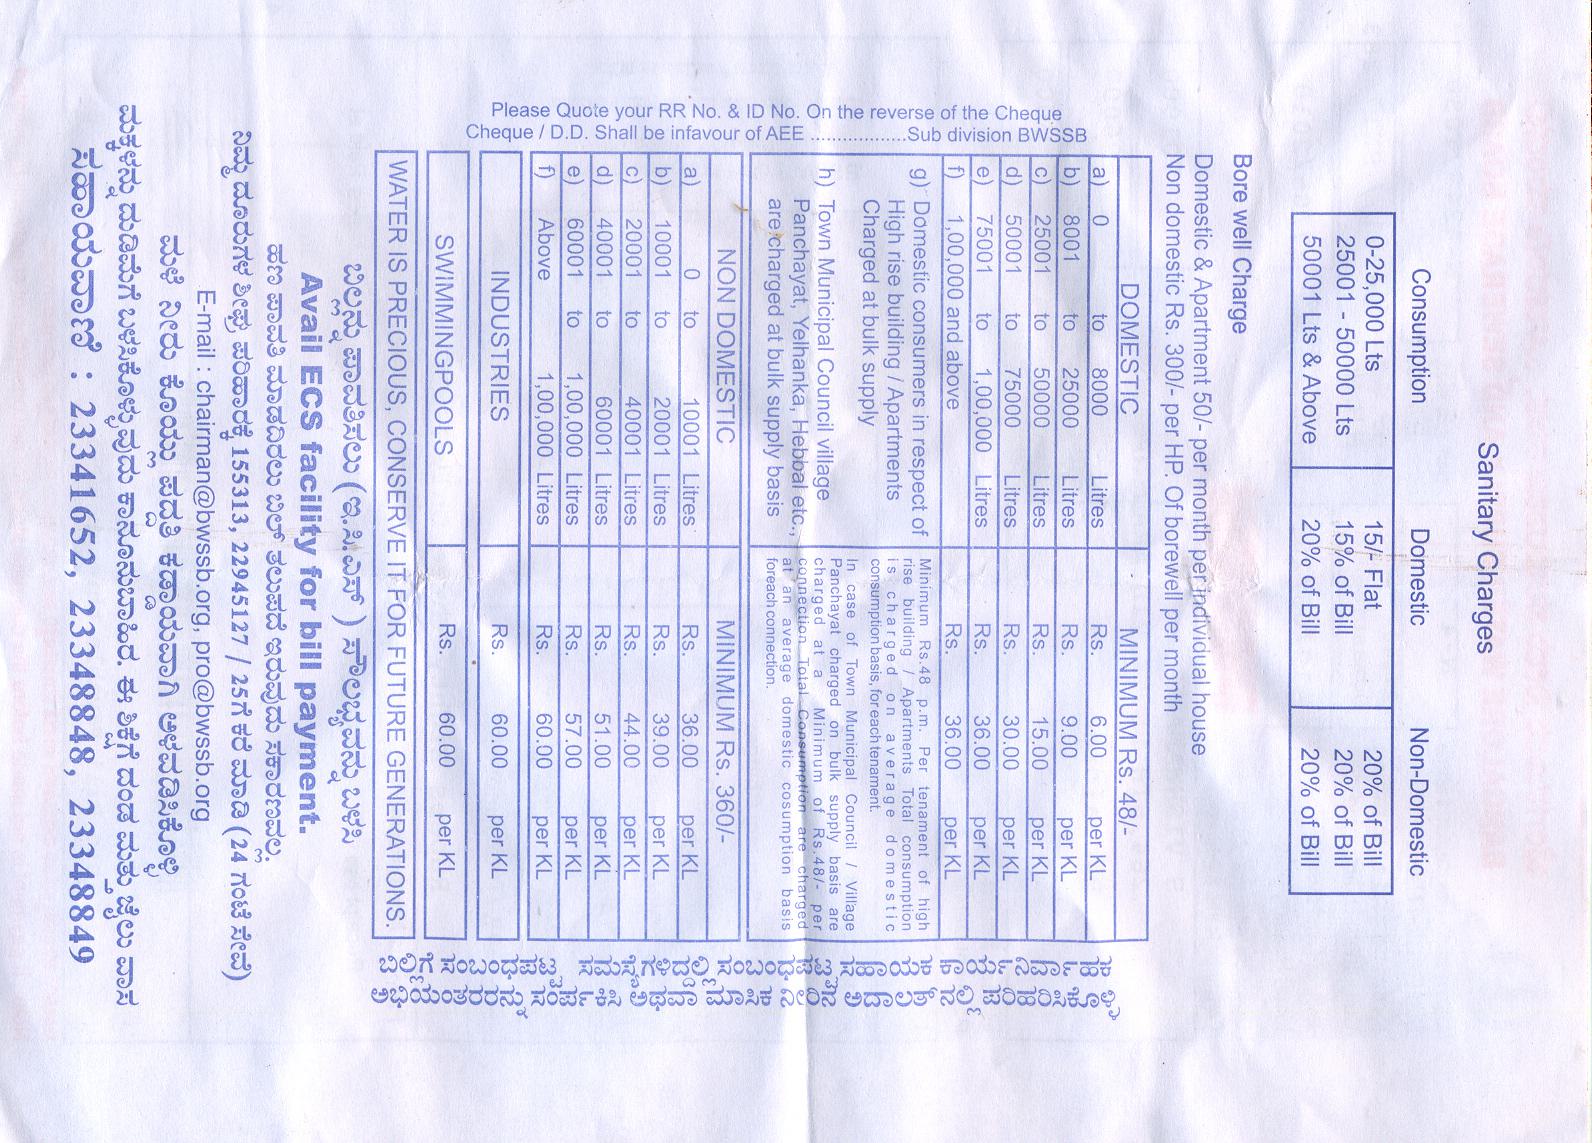 Sanitary Charges
Consumption Domestic Non-Domestic
0-25,000 Lts 15/- Flat 20% of Bill
25001 - 50000 Lts 15% of Bill 20% of Bill
50001 Lts & Above 20% of Bill 20% of Bill
Bore well Charge
Domestic & Apartment 50/- per month per individual house
Non domestic Rs. 300/- per HP. Of borewell per month
DOMESTIC MINIMUM Rs. 48/-
a) 0 to 8000 Litres Rs. 6.00 per KL
b) 8001 to 25000 Litres Rs. 9.00 per KL
c) 25001 to 50000 Litres Rs. 15.00 per KL
d) 50001 to 75000 Litres Rs. 30.00 per KL
e) 75001 to 1,00,000 Litres Rs. 36.00 per KL
f) 1,00,000 and above Rs. 36.00 per KL
g) Domestic consumers in respect of
High rise building / Apartments
Charged at bulk supply
Minimum Rs.48 p.m. Per tenament of high
rise building / Apartments Total consumption
is charged on average domestic
consumption basis, for each tenament.
h) Town Municipal Council village
Panchayat, Yelhanka, Hebbal etc.,
are charged at bulk supply basis
In case of Town Municipal Council / Village
Panchayat charged on bulk supply basis are
charged at a Minimum of Rs.48/- per
connection Total Consumption are charged
at an average domestic cosumption basis
foreach connection.
NON DOMESTIC MINIMUM Rs. 360/-
a) 0 to 10001 Litres Rs. 36.00 per KL
b) 10001 to 20001 Litres Rs. 39.00 per KL
c) 20001 to 40001 Litres Rs. 44.00 per KL
d) 40001 to 60001 Litres Rs. 51.00 per KL
e) 60001 to 1,00,000 Litres Rs. 57.00 per KL
f) Above 1,00,000 Litres Rs. 60.00 per KL
INDUSTRIES Rs. 60.00 per KL
SWIMMINGPOOLS Rs. 60.00 per KL
WATER IS PRECIOUS, CONSERVE IT FOR FUTURE GENERATIONS.
ಬಿಲ್ಲನ್ನು ಪಾವತಿಸಲು (ಇ.ಸಿ.ಎಸ್) ಸೌಲಭ್ಯವನ್ನು ಬಳಸಿ
Avail ECS facility for bill payment.
ಹಣ ಪಾವತಿ ಮಾಡದಿರಲು ಬಿಲ್ ತಲುಪದೆ ಇರುವುದು ಸಕಾರಣವಲ್ಲ.
ನಿಮ್ಮ ದೂರುಗಳ ಶೀಘ್ರ ಪರಿಹಾರಕ್ಕೆ 155313, 22945127 / 25ಗೆ ಕರೆ ಮಾಡಿ (24 ಗಂಟೆ ಸೇವೆ)
E-mail : chairman@bwssb.org, pro@bwssb.org
ಮಳೆ ನೀರು ಕೊಯ್ಲು ಪದ್ಧತಿ ಕಡ್ಡಾಯವಾಗಿ ಅಳವಡಿಸಿಕೊಳ್ಳಿ
ಮಕ್ಕಳನ್ನು ದುಡಿಮೆಗೆ ಬಳಸಿಕೊಳ್ಳುವುದು ಕಾನೂನುಬಾಹಿರ. ಈ ಶಿಕ್ಷೆಗೆ ದಂಡ ಮತ್ತು ಜೈಲು ವಾಸ
ಸಹಾಯವಾಣಿ : 23341652, 23348848, 23348849
Please Quote your RR No. & ID No. On the reverse of the Cheque
Cheque / D.D. Shall be infavour of AEE ..................Sub division BWSSB
ಬಿಲ್ಲಿಗೆ ಸಂಬಂಧಪಟ್ಟ ಸಮಸ್ಯೆಗಳಿದ್ದಲ್ಲಿ ಸಂಬಂಧಪಟ್ಟ ಸಹಾಯಕ ಕಾರ್ಯನಿರ್ವಾಹಕ
ಅಭಿಯಂತರರನ್ನು ಸಂಪರ್ಕಿಸಿ ಅಥವಾ ಮಾಸಿಕ ನೀರಿನ ಅದಾಲತ್‌ನಲ್ಲಿ ಪರಿಹರಿಸಿಕೊಳ್ಳಿ